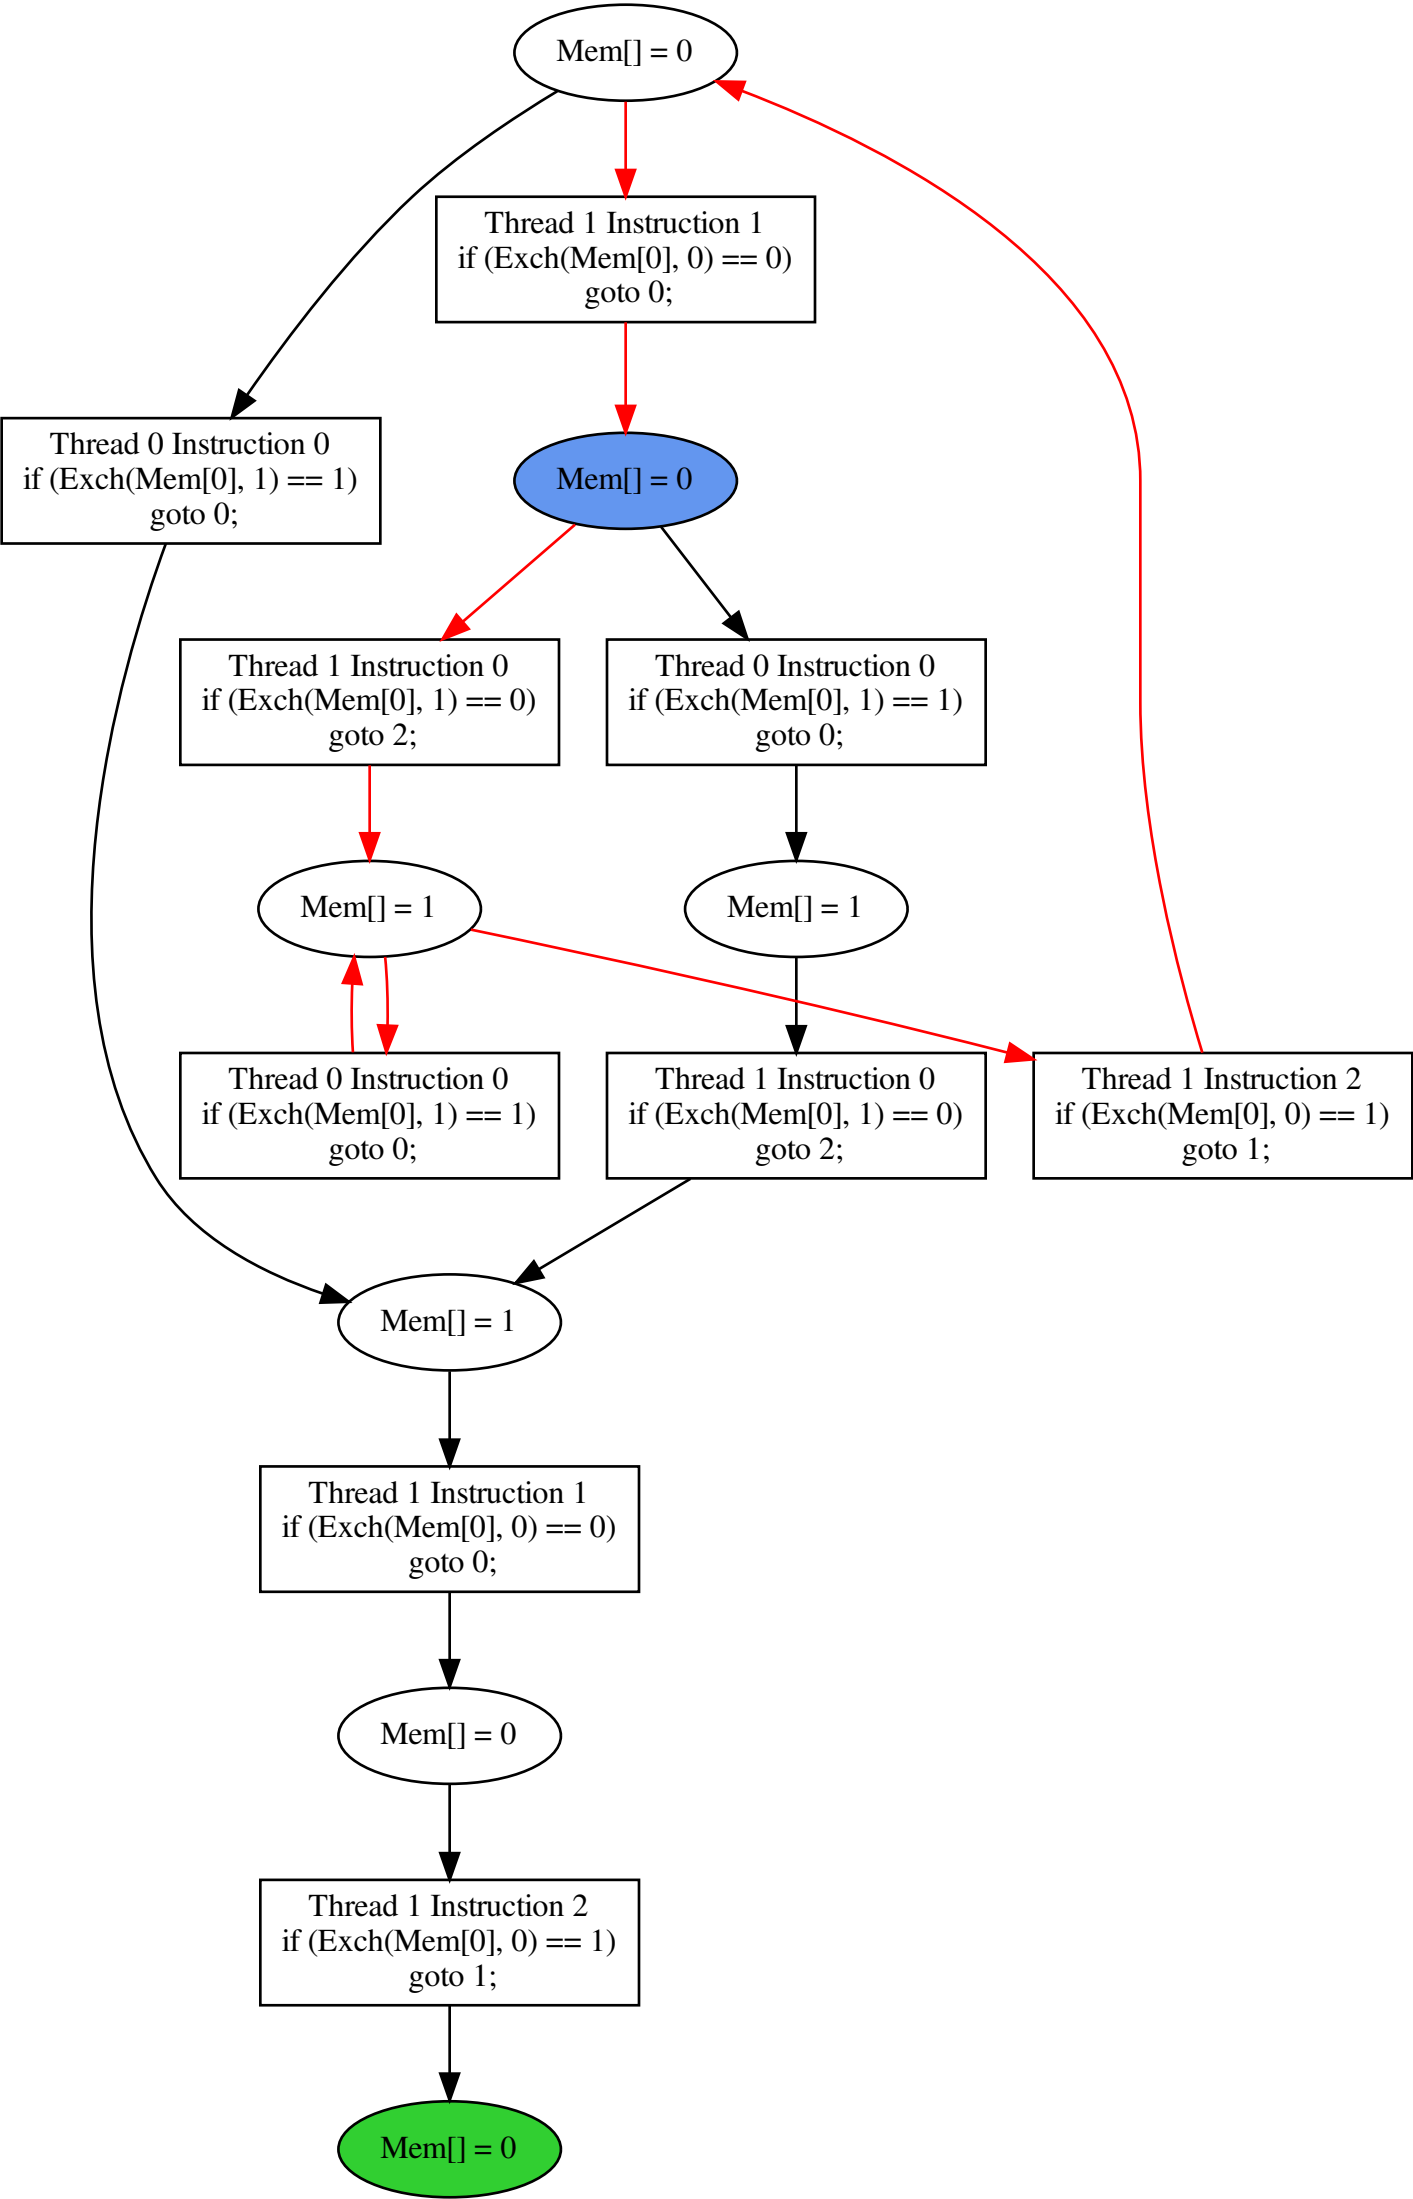 Mem[] = 0
Thread 1 Instruction 1
if (Exch(Mem[0], 0) == 0)
goto 0;
Thread 0 Instruction 0
if (Exch(Mem[0], 1) == 1)
goto 0;
Mem[] = 0
Thread 1 Instruction 0
if (Exch(Mem[0], 1) == 0)
goto 2;
Thread 0 Instruction 0
if (Exch(Mem[0], 1) == 1)
goto 0;
Mem[] = 1
Mem[] = 1
Thread 0 Instruction 0
if (Exch(Mem[0], 1) == 1)
goto 0;
Thread 1 Instruction 0
if (Exch(Mem[0], 1) == 0)
goto 2;
Thread 1 Instruction 2
if (Exch(Mem[0], 0) == 1)
goto 1;
Mem[] = 1
Thread 1 Instruction 1
if (Exch(Mem[0], 0) == 0)
goto 0;
Mem[] = 0
Thread 1 Instruction 2
if (Exch(Mem[0], 0) == 1)
goto 1;
Mem[] = 0